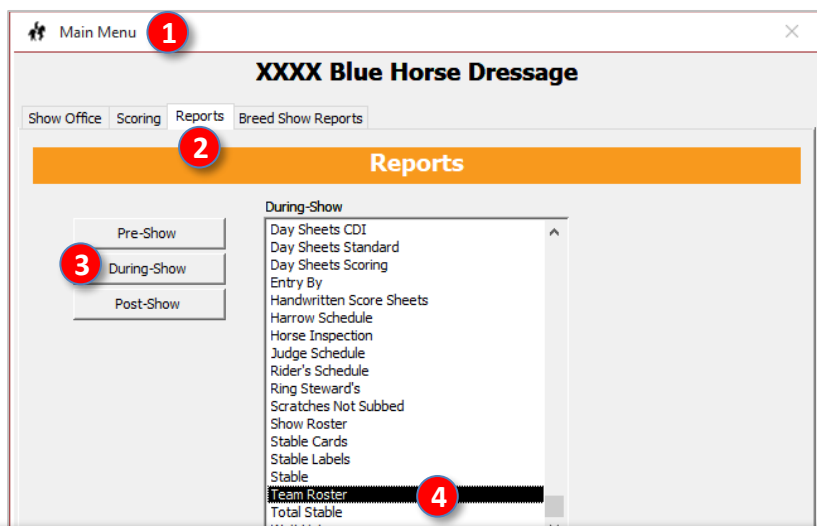 Main Menu 1
XXXX Blue Horse Dressage
Show Office Scoring Reports Breed Show Reports
2
Reports
During-Show
Pre-Show
3 During-Show
Post-Show
Day Sheets CDI
Day Sheets Standard
Day Sheets Scoring
Entry By
Handwritten Score Sheets
Harrow Schedule
Horse Inspection
Judge Schedule
Rider's Schedule
Ring Steward's
Scratches Not Subbed
Show Roster
Stable Cards
Stable Labels
Stable
Team Roster 4
Total Stable